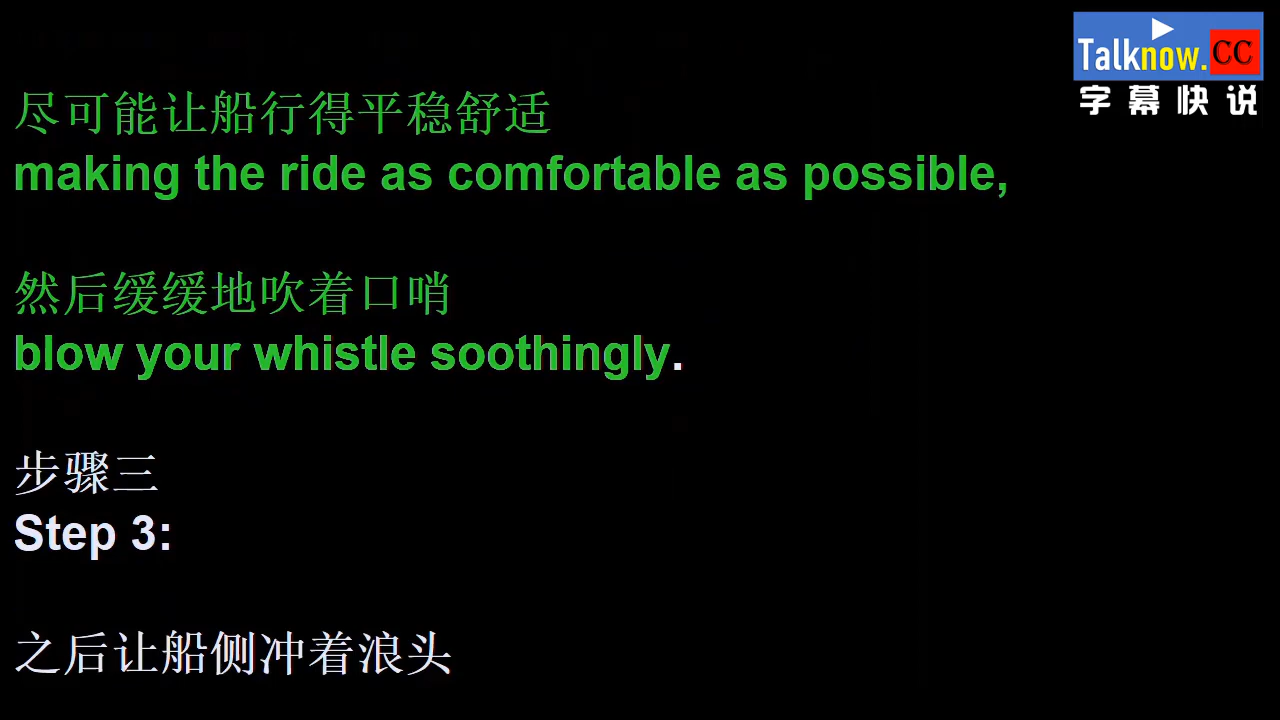 Talknow.CC
字幕快说
尽可能让船行得平稳舒适
making the ride as comfortable as possible,
然后缓缓地吹着口哨
blow your whistle soothingly.
步骤三
Step 3:
之后让船侧冲着浪头